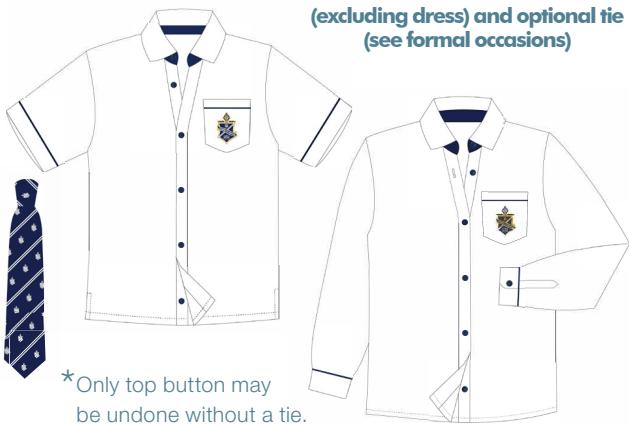 (excluding dress) and optional tie
(see formal occasions)
*Only top button may
be undone without a tie.